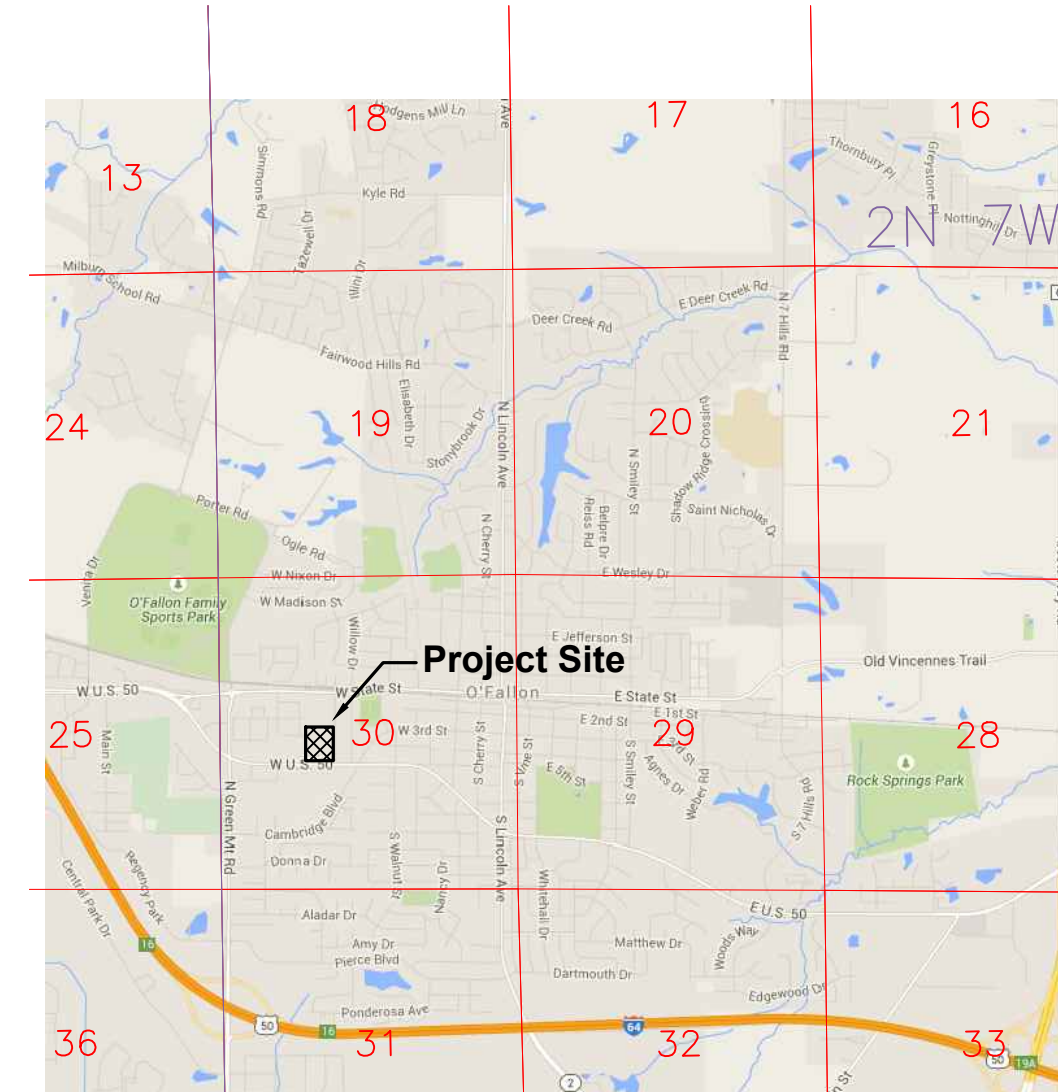 18
Hodgens Mill Ln
Ave
17
16
13
Simmons Rd
Kyle Rd
Tazewell Dr
Wini Dr
Thornbury Pl
Greystone Pl
Nottinghill Dr
2N 7W
Milburn School Rd
Deer Creek Rd
E Deer Creek Rd
N 7 Hills Rd
Fairwood Hills Rd
Elisabeth Dr
Stonybrook Dr
N Lincoln Ave
24
19
20
21
N Smiley St
Shadow Ridge Crossing
Saint Nicholas Dr
Belpre Dr
Reiss Rd
Porter Rd
Ogle Rd
N Cherry St
Venita Dr
W Nixon Dr
E Wesley Dr
O'Fallon Family
Sports Park
W Madison St
Willow Dr
E Jefferson St
Project Site
Old Vincennes Trail
W U.S. 50
W State St
O'Fallon
E State St
E 1st St
E 2nd St
25
Main St
30
W 3rd St
29
E 3rd St
28
W U.S. 50
S Cherry St
S Vine St
E 5th St
S Smiley St
Agnes Dr
Weber Rd
Rock Springs Park
N Green Mt Rd
Cambridge Blvd
S 7 Hills Rd
Donna Dr
S Walnut St
Nancy Dr
S Lincoln Ave
Regency Park
Central Park Dr
Whitehall Dr
Aladar Dr
E U.S. 50
16
Amy Dr
Pierce Blvd
Matthew Dr
Woods Way
Dartmouth Dr
Edgewood Dr
Ponderosa Ave
50
16
64
36
31
32
33
50
19A
2
St